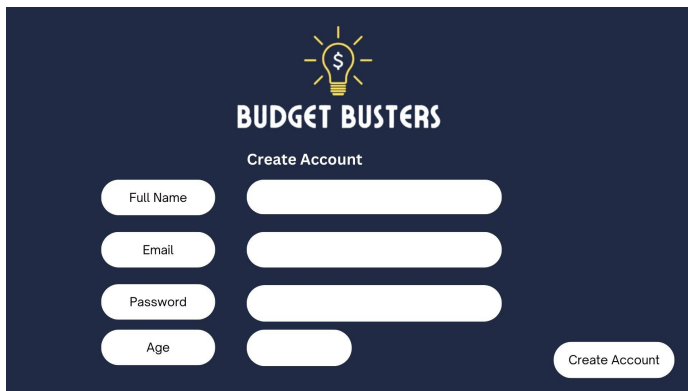 $
BUDGET BUSTERS
Create Account
Full Name
Email
Password
Age
Create Account